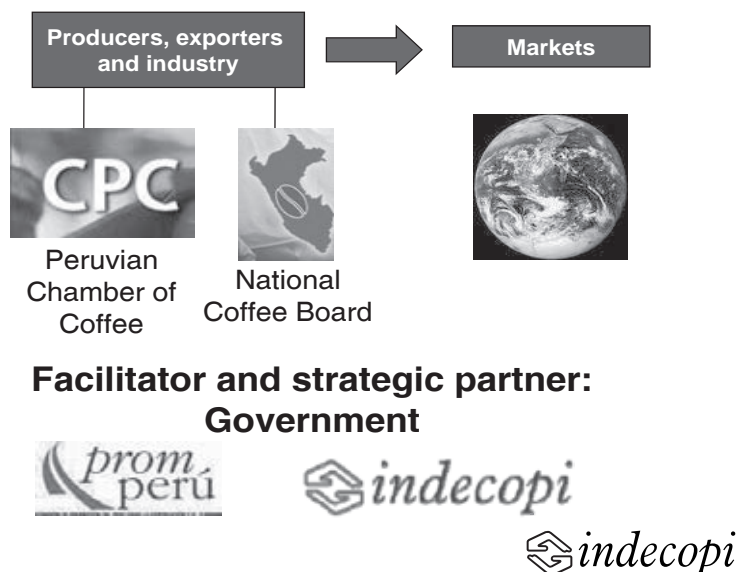 Producers, exporters
and industry
Markets
CPC
Peruvian
Chamber of
Coffee
National
Coffee Board
Facilitator and strategic partner:
Government
prom
perú
indecopi
indecopi